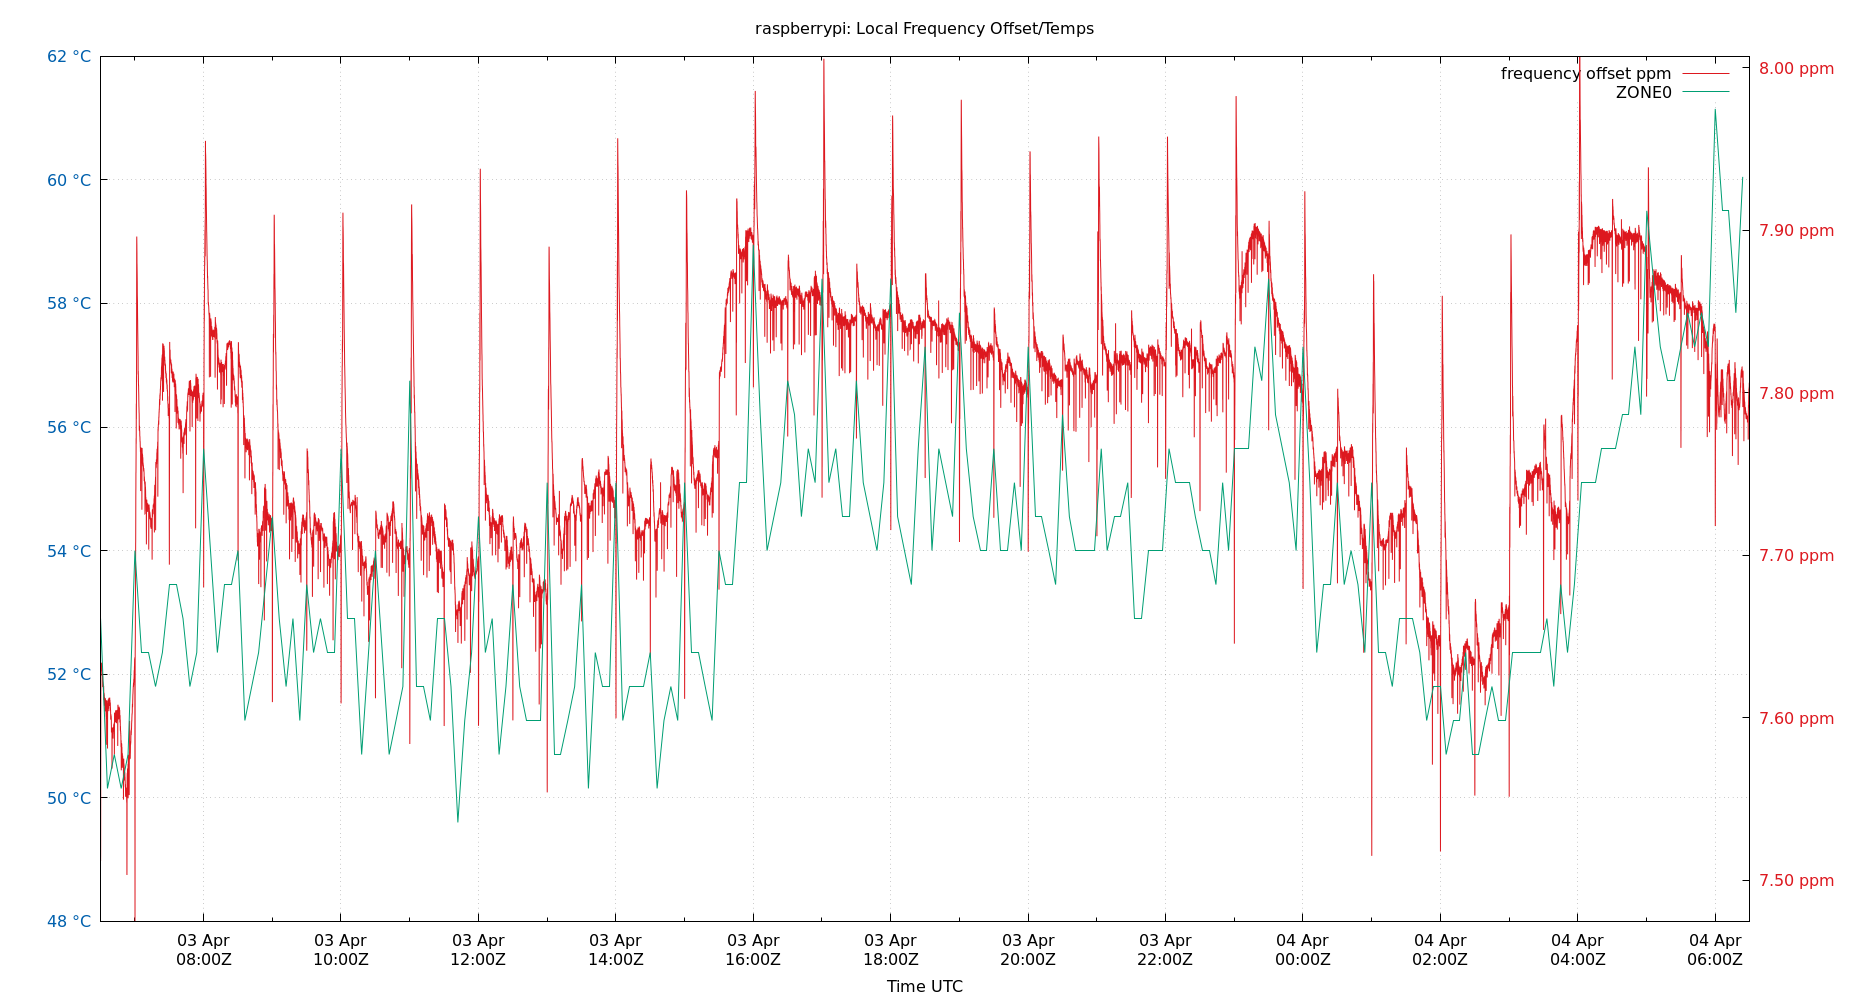 raspberrypi: Local Frequency Offset/Temps
62 °C
60 °C
58 °C
56 °C
54 °C
52 °C
50 °C
48 °C
frequency offset ppm
ZONE0
8.00 ppm
7.90 ppm
7.80 ppm
7.70 ppm
7.60 ppm
7.50 ppm
03 Apr
08:00Z
03 Apr
10:00Z
03 Apr
12:00Z
03 Apr
14:00Z
03 Apr
16:00Z
03 Apr
18:00Z
03 Apr
20:00Z
03 Apr
22:00Z
04 Apr
00:00Z
04 Apr
02:00Z
04 Apr
04:00Z
04 Apr
06:00Z
Time UTC